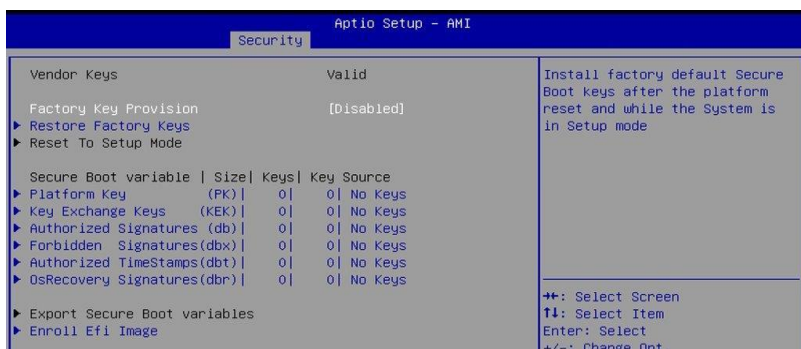 Aptio Setup - AMI
Security
Vendor Keys Valid
Factory Key Provision [Disabled]
Restore Factory Keys
Reset To Setup Mode
Secure Boot variable | Size| Keys| Key Source
Platform Key (PK)| 0| 0| No Keys
Key Exchange Keys (KEK)| 0| 0| No Keys
Authorized Signatures (db)| 0| 0| No Keys
Forbidden Signatures(dbx)| 0| 0| No Keys
Authorized TimeStamps(dbt)| 0| 0| No Keys
OsRecovery Signatures(dbr)| 0| 0| No Keys
Export Secure Boot variables
Enroll Efi Image
Install factory default Secure
Boot keys after the platform
reset and while the System is
in Setup mode
→←: Select Screen
↑↓: Select Item
Enter: Select
+/-: Change Opt.